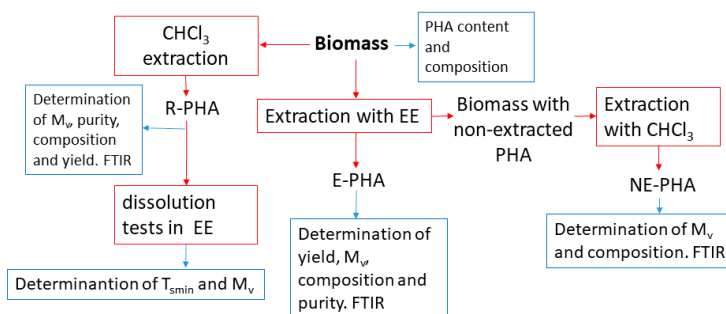 CHCl₃
extraction
Biomass
PHA content
and
composition
R-PHA
Determination
of Mᵥ, purity,
composition
and yield. FTIR
Extraction with EE
Biomass with
non-extracted
PHA
Extraction
with CHCl₃
E-PHA
NE-PHA
dissolution
tests in EE
Determination of
yield, Mᵥ,
composition and
purity. FTIR
Determination of Mᵥ
and composition. FTIR
Determinantion of Tsmin and Mᵥ